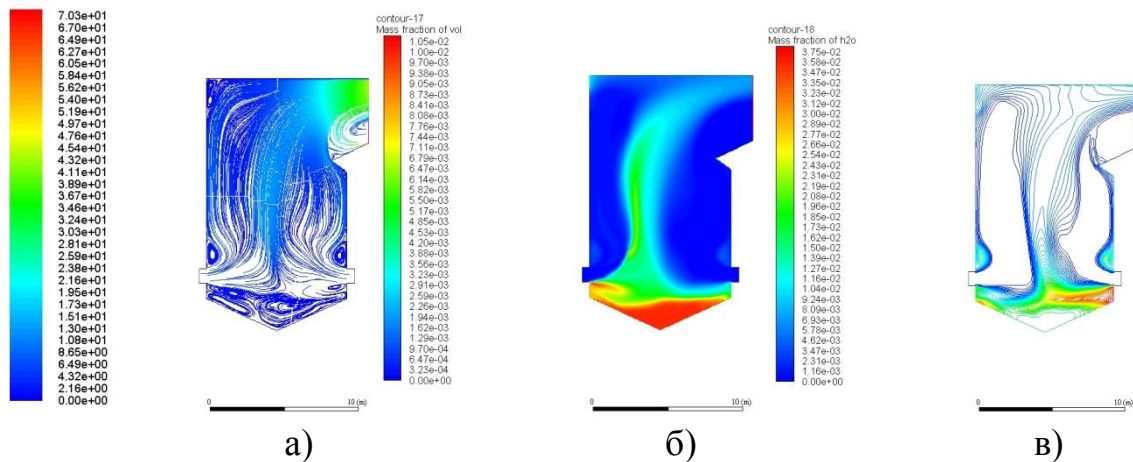 7.03e+01
6.70e+01
6.49e+01
6.27e+01
6.05e+01
5.84e+01
5.62e+01
5.40e+01
5.19e+01
4.97e+01
4.76e+01
4.54e+01
4.32e+01
4.11e+01
3.89e+01
3.67e+01
3.46e+01
3.24e+01
3.03e+01
2.81e+01
2.59e+01
2.38e+01
2.16e+01
1.95e+01
1.73e+01
1.51e+01
1.30e+01
1.08e+01
8.65e+00
6.49e+00
4.32e+00
2.16e+00
0.00e+00
contour-17
Mass fraction of vol
1.05e-02
1.00e-02
9.70e-03
9.38e-03
9.05e-03
8.73e-03
8.41e-03
8.08e-03
7.76e-03
7.44e-03
7.11e-03
6.79e-03
6.47e-03
6.14e-03
5.82e-03
5.50e-03
5.17e-03
4.85e-03
4.53e-03
4.20e-03
3.88e-03
3.56e-03
3.23e-03
2.91e-03
2.59e-03
2.26e-03
1.94e-03
1.62e-03
1.29e-03
9.70e-04
6.47e-04
3.23e-04
0.00e+00
0 10 (m)
contour-18
Mass fraction of h2o
3.75e-02
3.58e-02
3.47e-02
3.35e-02
3.23e-02
3.12e-02
3.00e-02
2.89e-02
2.77e-02
2.66e-02
2.54e-02
2.43e-02
2.31e-02
2.19e-02
2.08e-02
1.96e-02
1.85e-02
1.73e-02
1.62e-02
1.50e-02
1.39e-02
1.27e-02
1.16e-02
1.04e-02
9.24e-03
8.09e-03
6.93e-03
5.78e-03
4.62e-03
3.47e-03
2.31e-03
1.16e-03
0.00e+00
0 10 (m)
0 10 (m)
а) б) в)